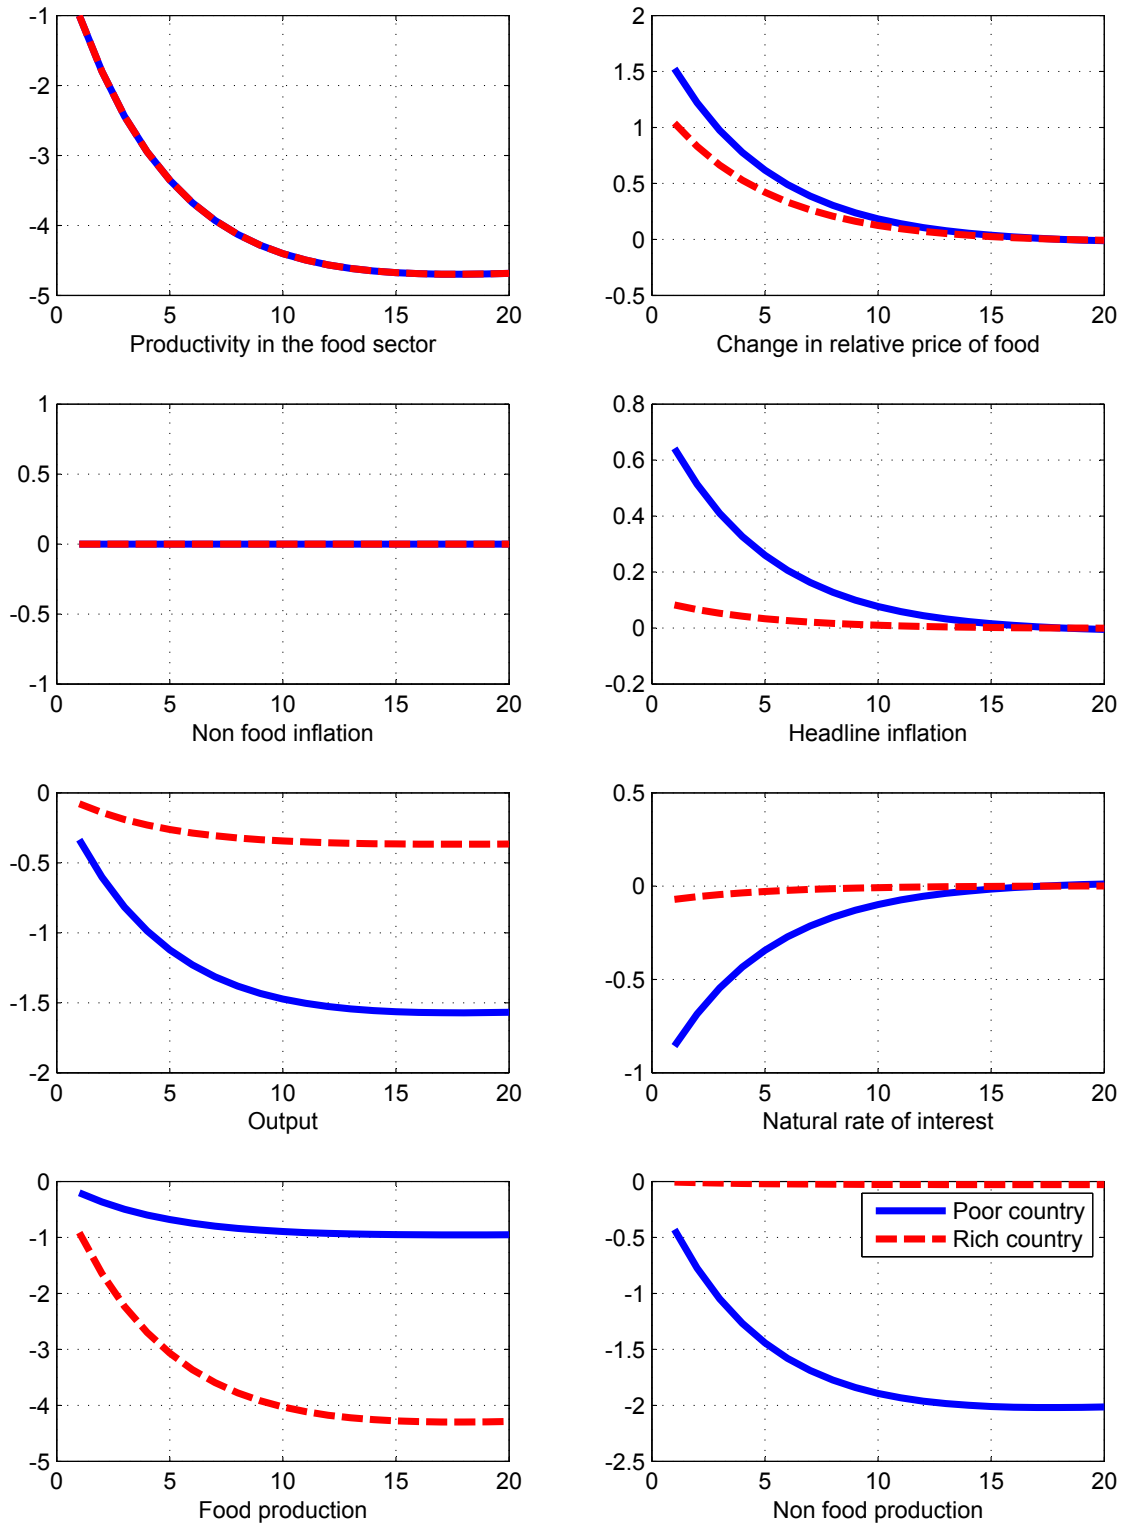 -1
-2
-3
-4
-5
0 5 10 15 20
Productivity in the food sector
2
1.5
1
0.5
0
-0.5
0 5 10 15 20
Change in relative price of food
1
0.5
0
-0.5
-1
0 5 10 15 20
Non food inflation
0.8
0.6
0.4
0.2
0
-0.2
0 5 10 15 20
Headline inflation
0
-0.5
-1
-1.5
-2
0 5 10 15 20
Output
0.5
0
-0.5
-1
0 5 10 15 20
Natural rate of interest
0
-1
-2
-3
-4
-5
0 5 10 15 20
Food production
0
-0.5
-1
-1.5
-2
-2.5
0 5 10 15 20
Poor country
Rich country
Non food production